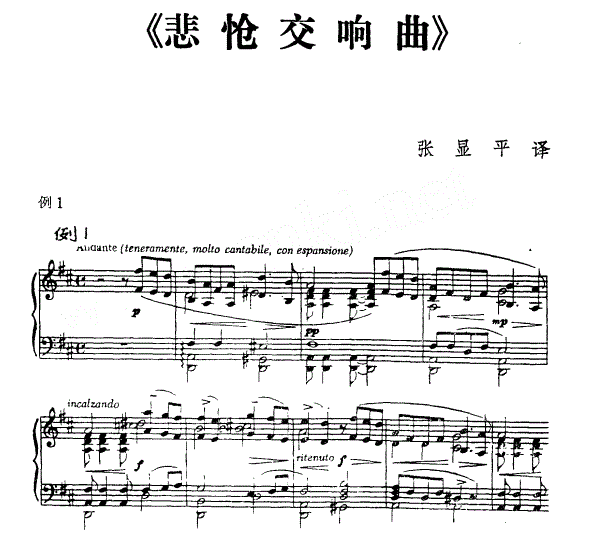 《悲怆交响曲》
张显平译
例1
例1
Andante (teneramente, molto cantabile, con espansione)
p
pp
mp
incalzando
f
ritenuto f